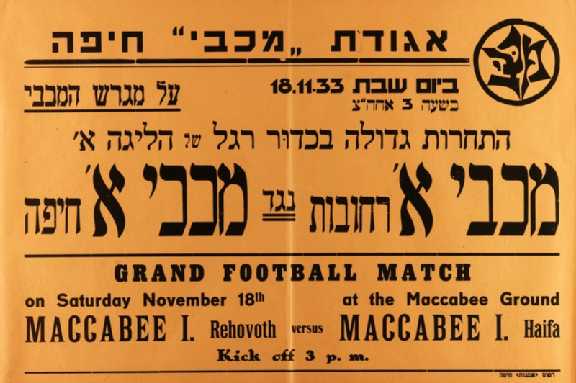 אגודת „מכבי" חיפה
ביום שבת 18.11.33
בשעה 3 אחה"צ
על מגרש המכבי
התחרות גדולה בכדור רגל של הליגה א'
מכבי א' רחובות נגד מכבי א' חיפה
GRAND FOOTBALL MATCH
on Saturday November 18th at the Maccabee Ground
MACCABEE I. Rehovoth versus MACCABEE I. Haifa
Kick off 3 p. m.